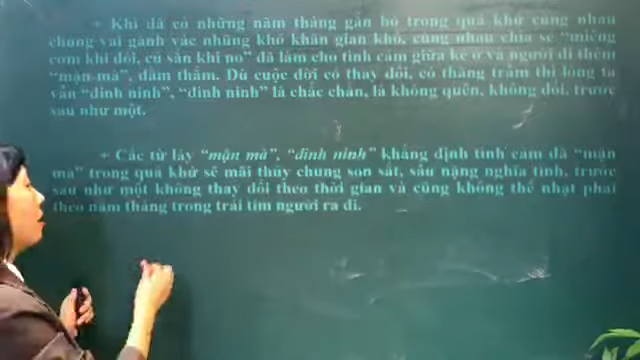 + Khi đã có những năm tháng gắn bó trong quá khứ cùng nhau
chung vai gánh vác những khó khăn gian khổ, cùng nhau chia sẻ "miếng
cơm khi đói, củ sắn khi no" đã làm cho tình cảm giữa kẻ ở và người đi thêm
"mặn mà", đằm thắm. Dù cuộc đời có thay đổi, có thăng trầm thì lòng ta
vẫn "đinh ninh", "đinh ninh" là chắc chắn, là không quên, không đổi, trước
sau như một.
+ Các từ láy "mặn mà", "đinh ninh" khẳng định tình cảm đã "mặn
mà" trong quá khứ sẽ mãi thủy chung son sắt, sâu nặng nghĩa tình, trước
sau như một không thay đổi theo thời gian và cũng không thể nhạt phai
theo năm tháng trong trái tim người ra đi.